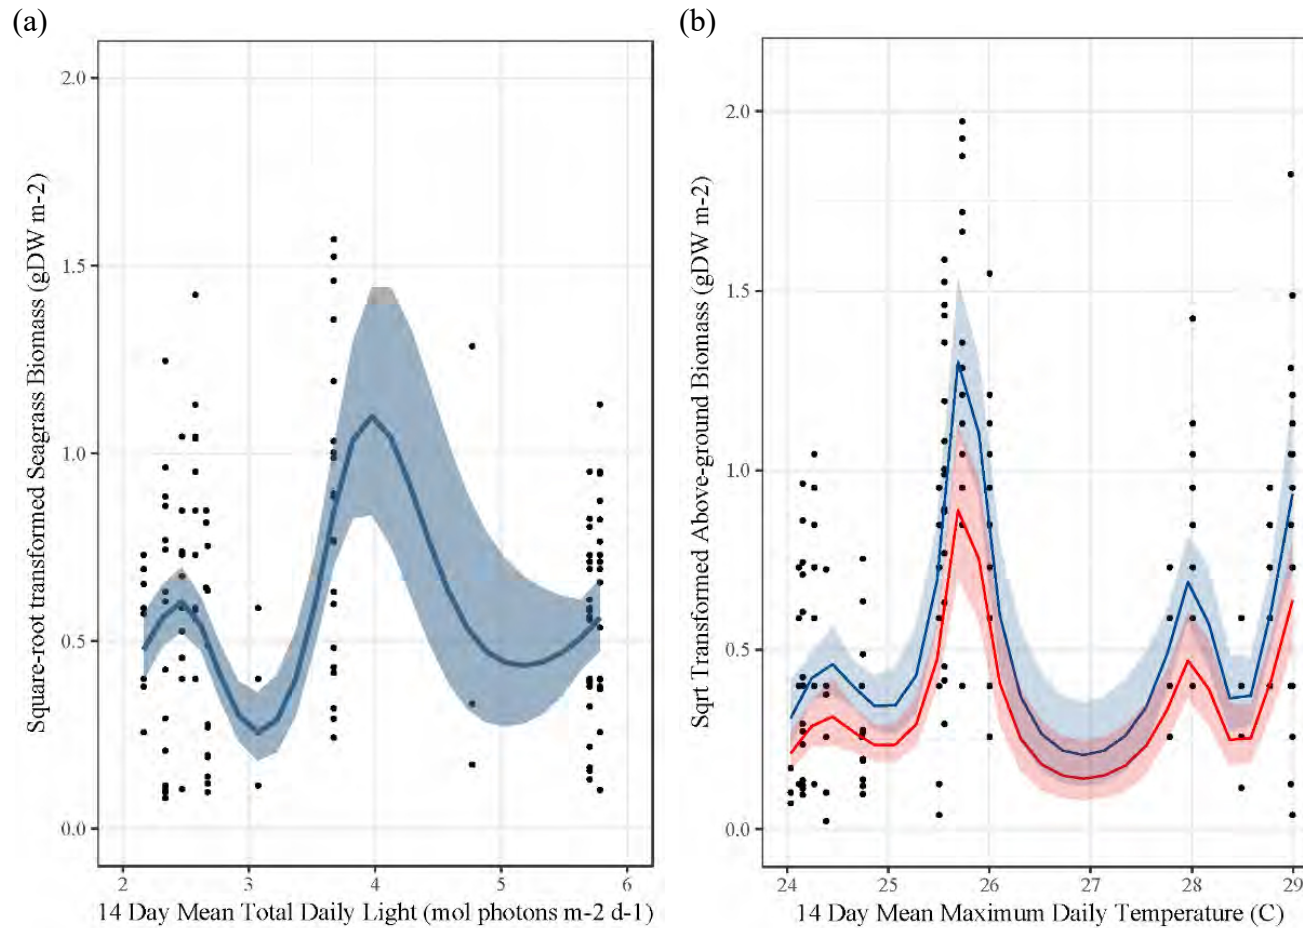 (a)
(b)
Square-root transformed Seagrass Biomass (gDW m-2)
2.0
1.5
1.0
0.5
0.0
2 3 4 5 6
14 Day Mean Total Daily Light (mol photons m-2 d-1)
Sqrt Transformed Above-ground Biomass (gDW m-2)
2.0
1.5
1.0
0.5
0.0
24 25 26 27 28 29
14 Day Mean Maximum Daily Temperature (C)